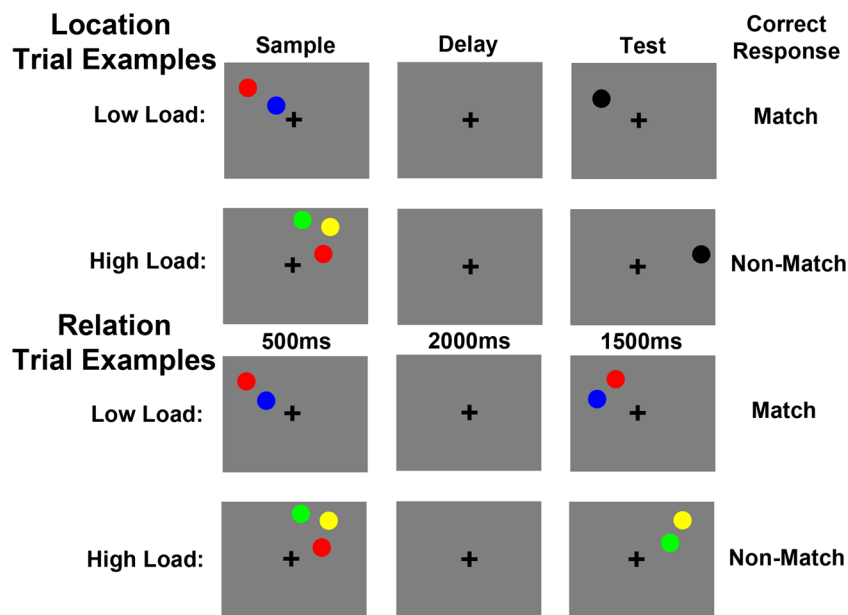 Location
Trial Examples
Sample
Delay
Test
Correct
Response
Low Load:
Match
High Load:
Non-Match
Relation
Trial Examples
500ms
2000ms
1500ms
Low Load:
Match
High Load:
Non-Match